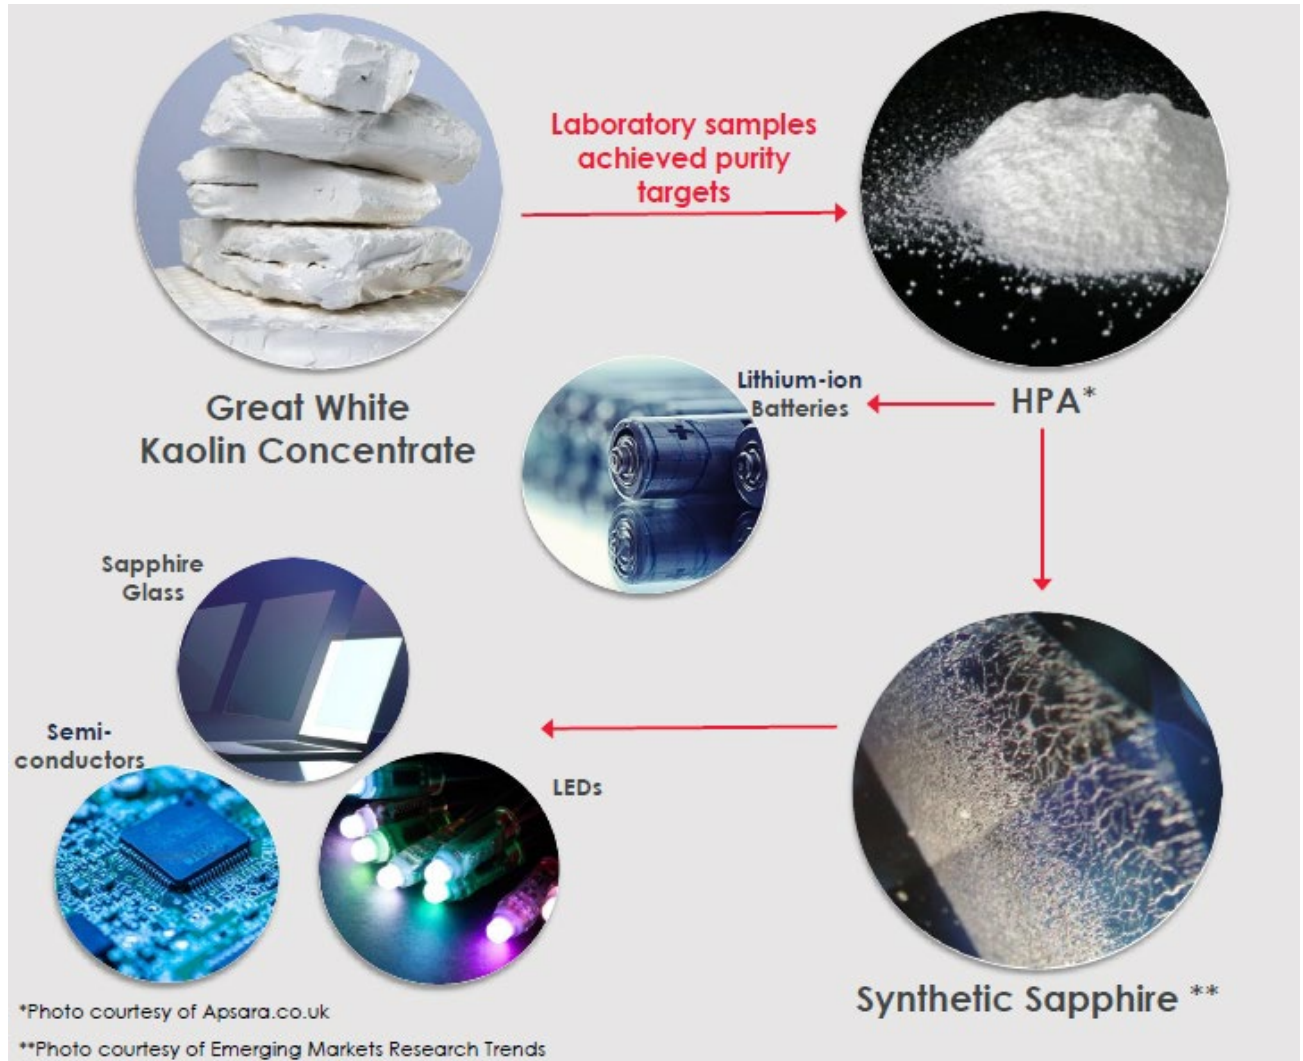 Laboratory samples
achieved purity
targets
Great White
Kaolin Concentrate
HPA*
Lithium-ion
Batteries
Sapphire
Glass
Semi-
conductors
LEDs
Synthetic Sapphire **
*Photo courtesy of Apsara.co.uk
**Photo courtesy of Emerging Markets Research Trends